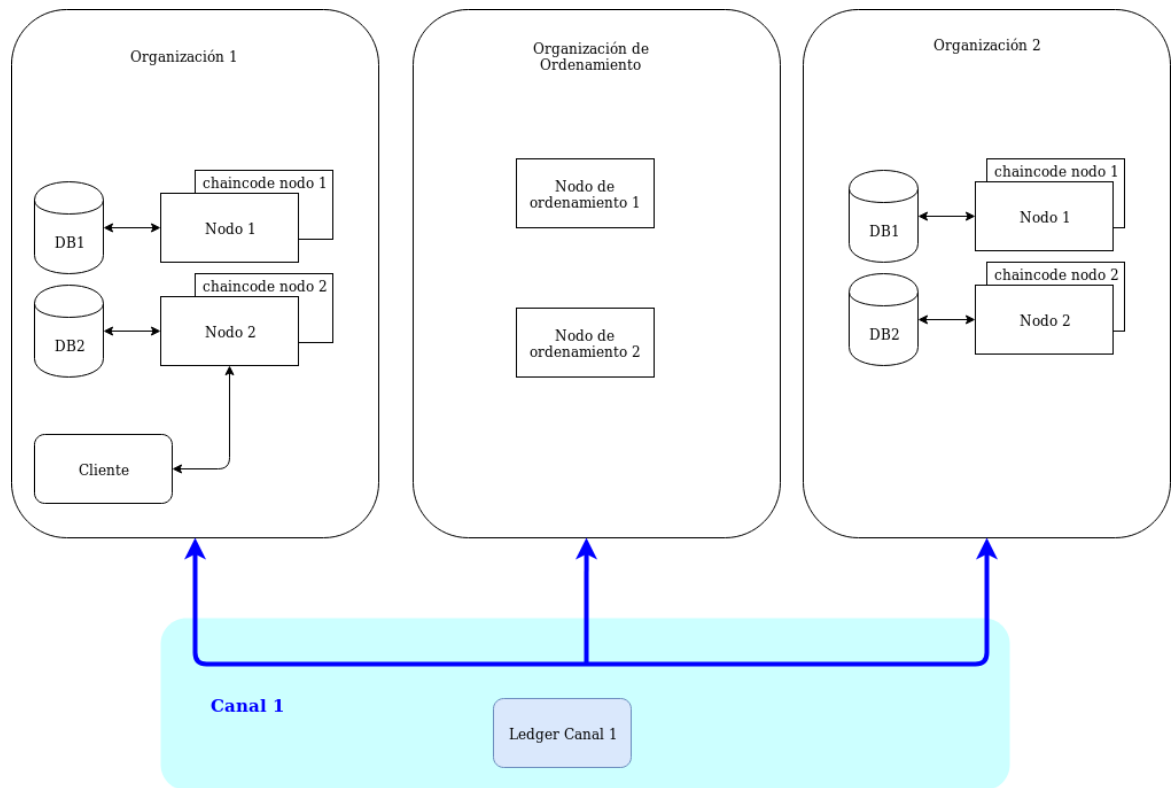 Organización 1
chaincode nodo 1
DB1
Nodo 1
chaincode nodo 2
DB2
Nodo 2
Cliente
Organización de
Ordenamiento
Nodo de
ordenamiento 1
Nodo de
ordenamiento 2
Organización 2
chaincode nodo 1
DB1
Nodo 1
chaincode nodo 2
DB2
Nodo 2
Canal 1
Ledger Canal 1